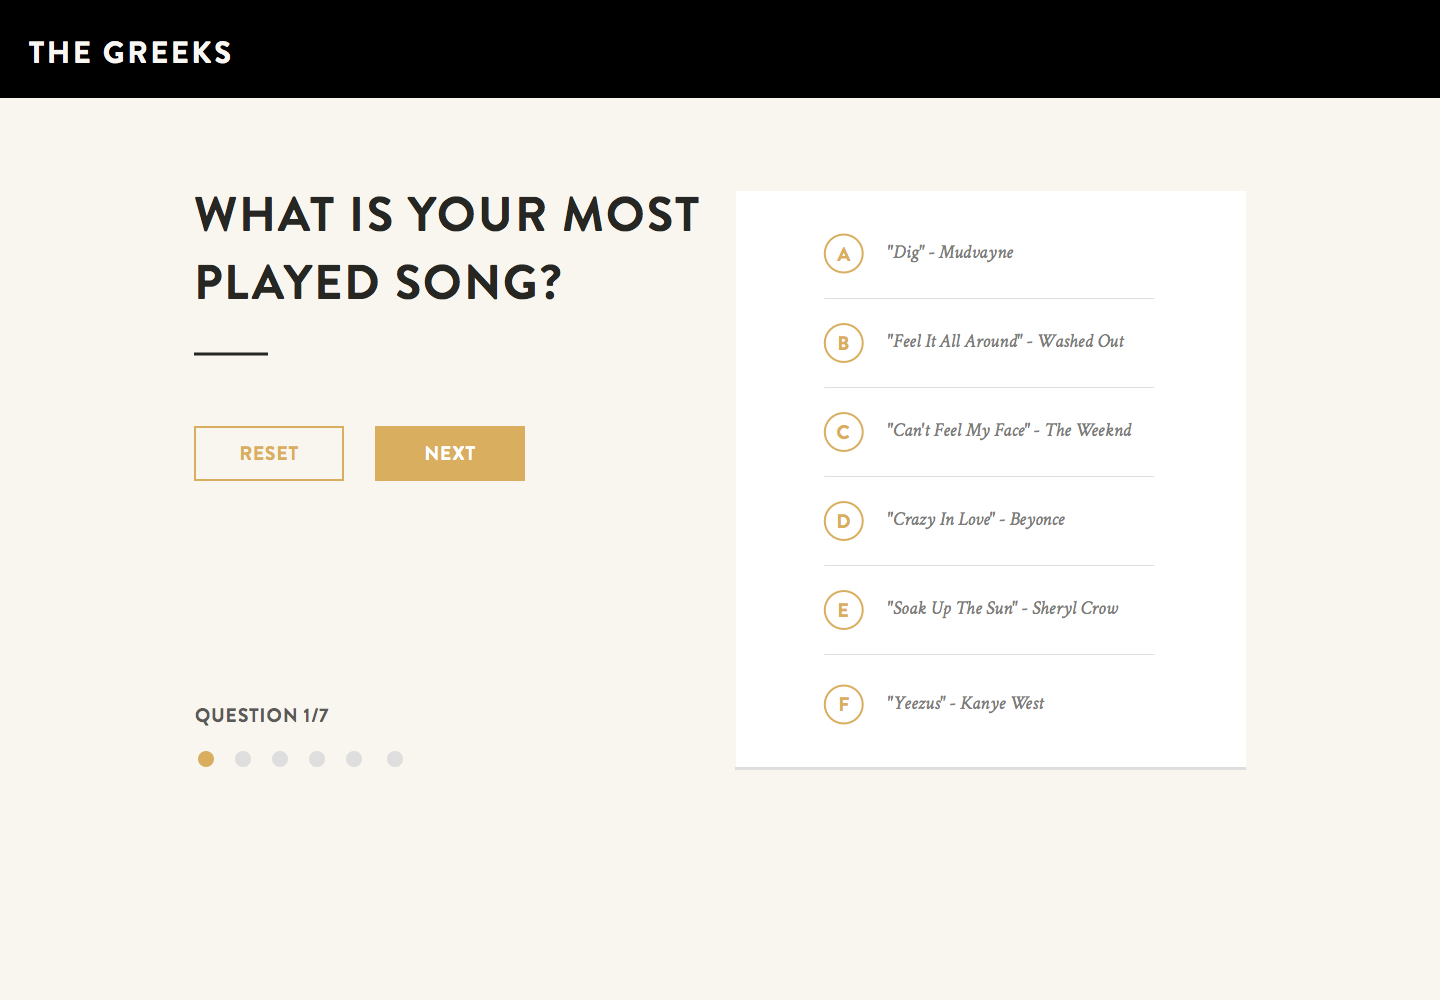 THE GREEKS
WHAT IS YOUR MOST
PLAYED SONG?
RESET
NEXT
QUESTION 1/7
A "Dig" - Mudvayne
B "Feel It All Around" - Washed Out
C "Can't Feel My Face" - The Weeknd
D "Crazy In Love" - Beyonce
E "Soak Up The Sun" - Sheryl Crow
F "Yeezus" - Kanye West